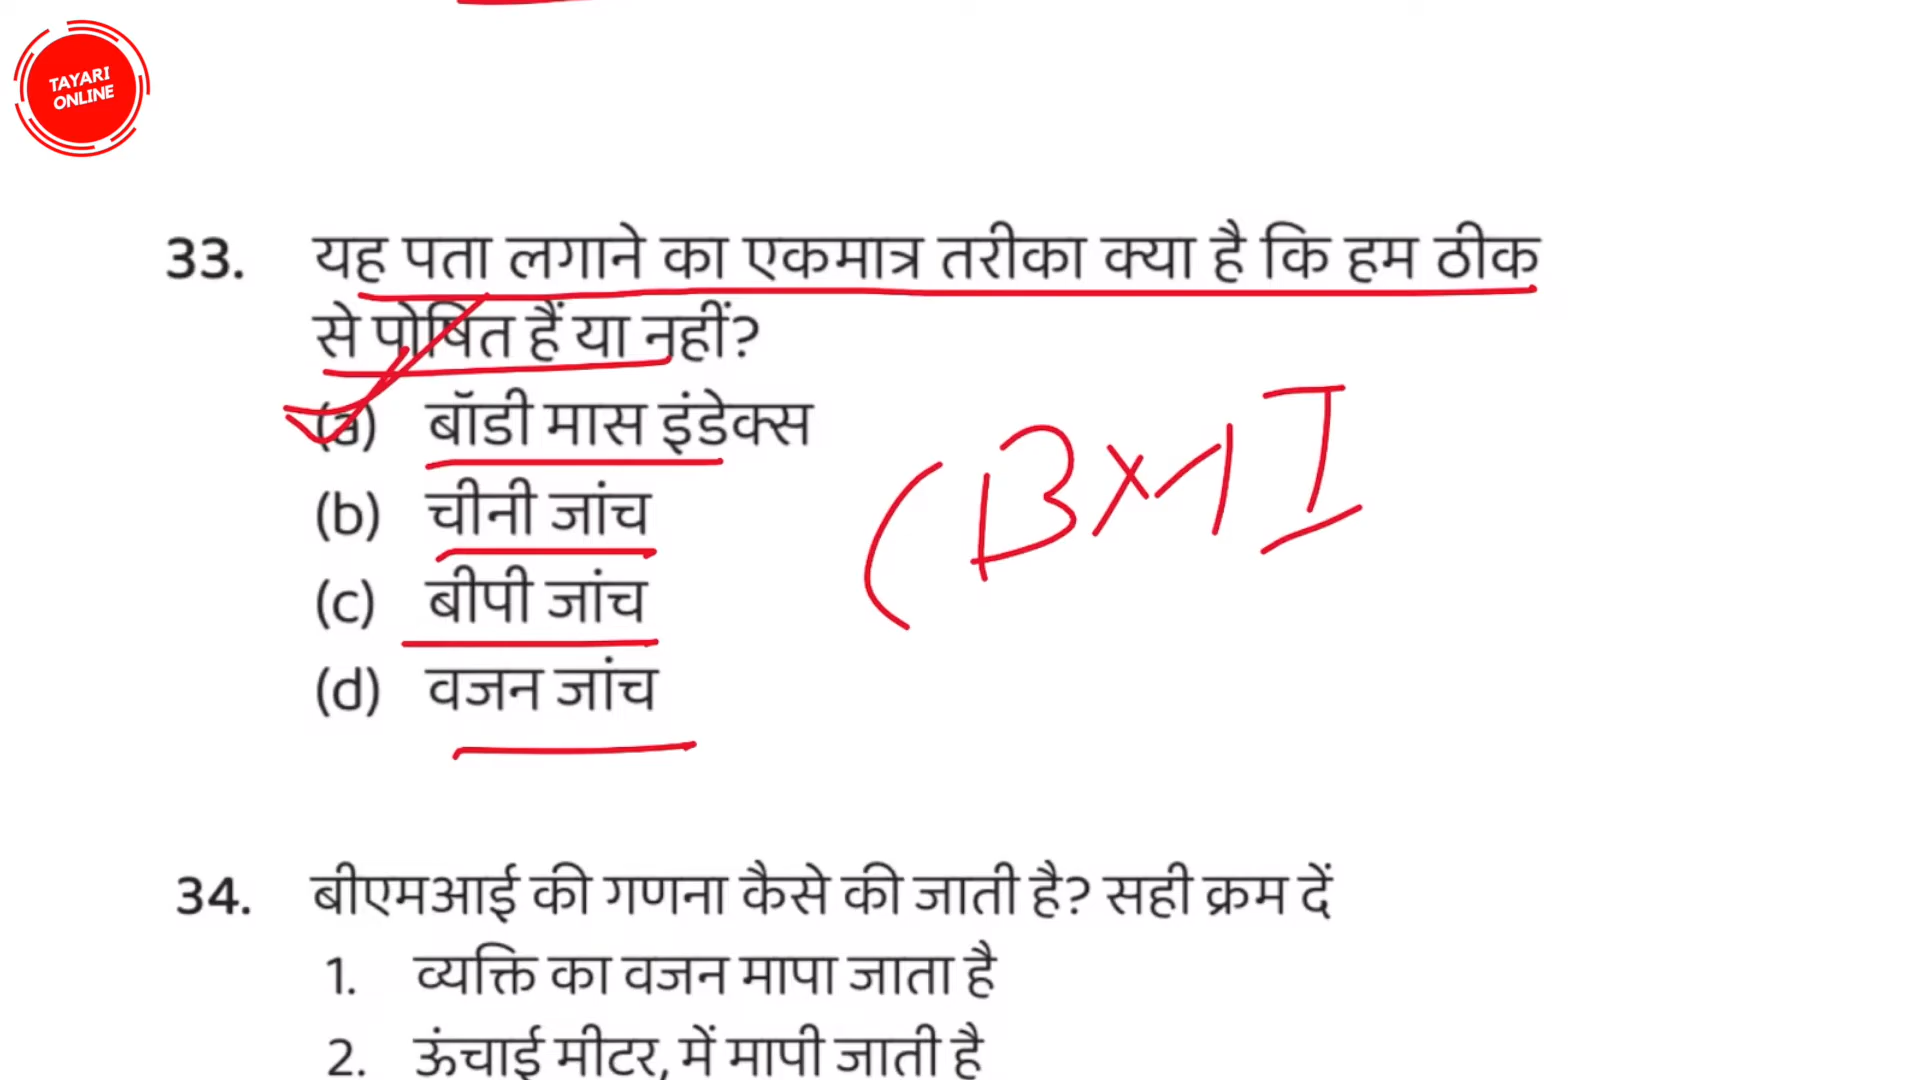 TAYARI
ONLINE
33. यह पता लगाने का एकमात्र तरीका क्या है कि हम ठीक
से पोषित हैं या नहीं?
(a) बॉडी मास इंडेक्स
(b) चीनी जांच
(c) बीपी जांच
(d) वजन जांच
(BMI
34. बीएमआई की गणना कैसे की जाती है? सही क्रम दें
1. व्यक्ति का वजन मापा जाता है
2. ऊंचाई मीटर, में मापी जाती है